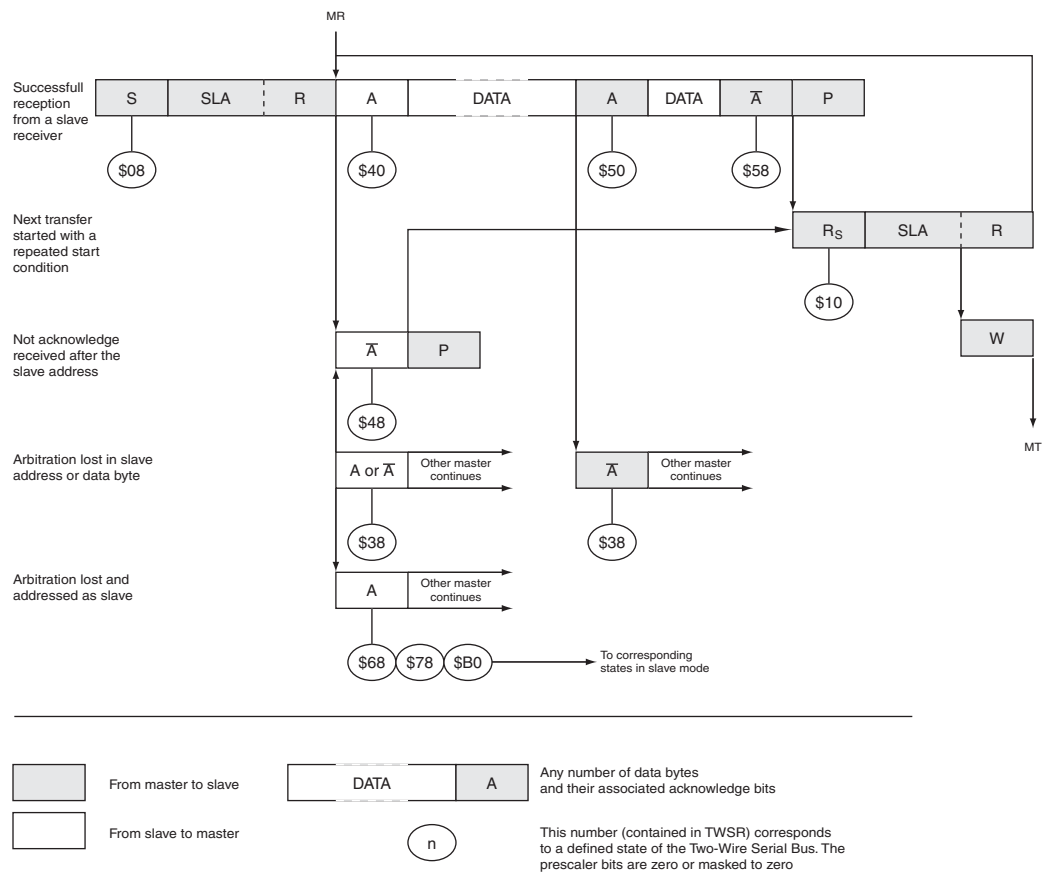 MR
Successfull
reception
from a slave
receiver
S SLA R A DATA A DATA A̅ P
$08 $40 $50 $58
Next transfer
started with a
repeated start
condition
RS SLA R
$10
W
MT
Not acknowledge
received after the
slave address
A̅ P
$48
Arbitration lost in slave
address or data byte
A or A̅
Other master
continues
A̅
Other master
continues
$38 $38
Arbitration lost and
addressed as slave
A
Other master
continues
$68 $78 $B0
To corresponding
states in slave mode
From master to slave
From slave to master
DATA A
Any number of data bytes
and their associated acknowledge bits
n
This number (contained in TWSR) corresponds
to a defined state of the Two-Wire Serial Bus. The
prescaler bits are zero or masked to zero